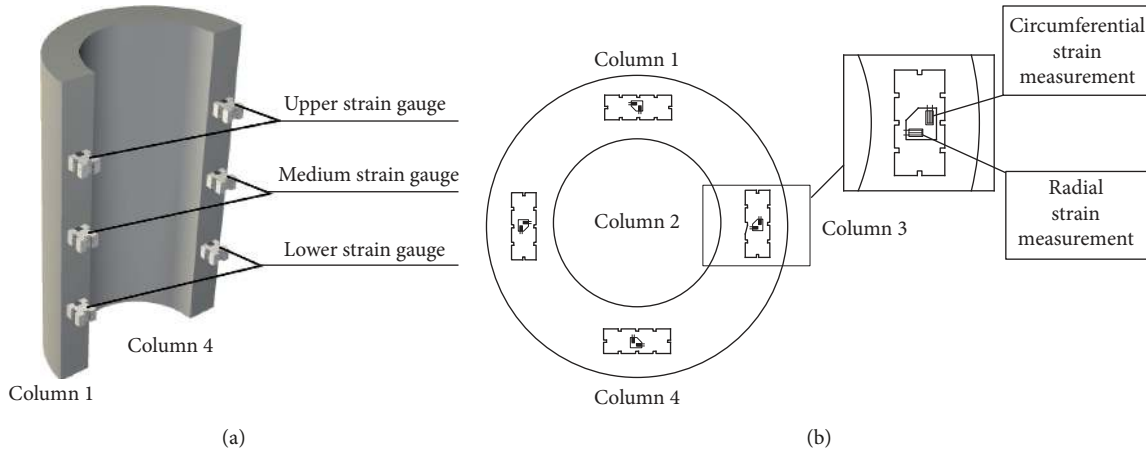 Upper strain gauge
Medium strain gauge
Lower strain gauge
Column 4
Column 1
(a)
Column 1
Column 2
Column 3
Column 4
Circumferential
strain
measurement
Radial
strain
measurement
(b)